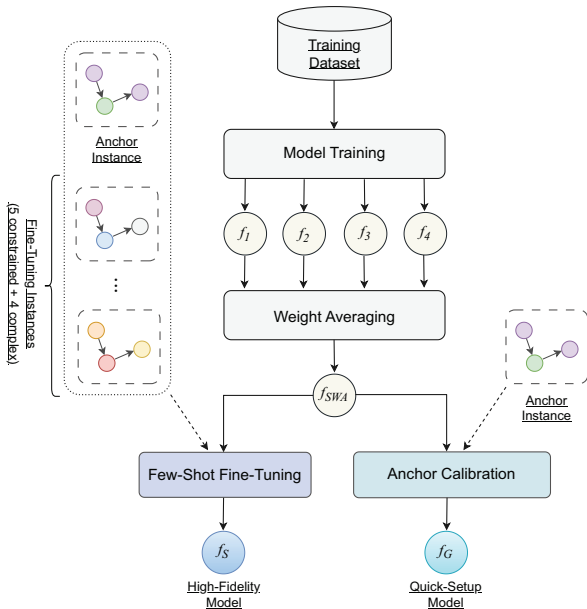 Training
Dataset
Anchor
Instance
Model Training
Fine-Tuning Instances
(5 constrained + 4 complex)
...
f1
f2
f3
f4
Weight Averaging
fSWA
Anchor
Instance
Few-Shot Fine-Tuning
Anchor Calibration
fS
fG
High-Fidelity
Model
Quick-Setup
Model